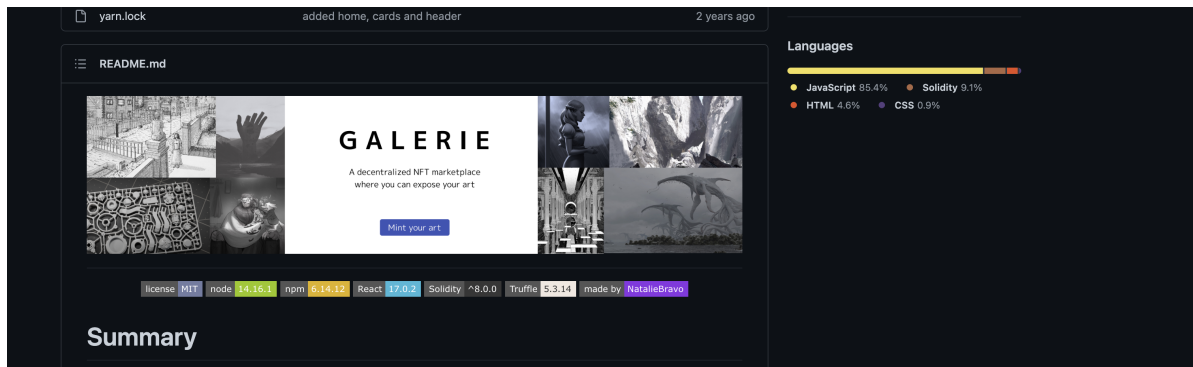 yarn.lock added home, cards and header 2 years ago
README.md
GALERIE
A decentralized NFT marketplace
where you can expose your art
Mint your art
license MIT node 14.16.1 npm 6.14.12 React 17.0.2 Solidity ^8.0.0 Truffle 5.3.14 made by NatalieBravo
Summary
Languages
JavaScript 85.4% Solidity 9.1%
HTML 4.6% CSS 0.9%